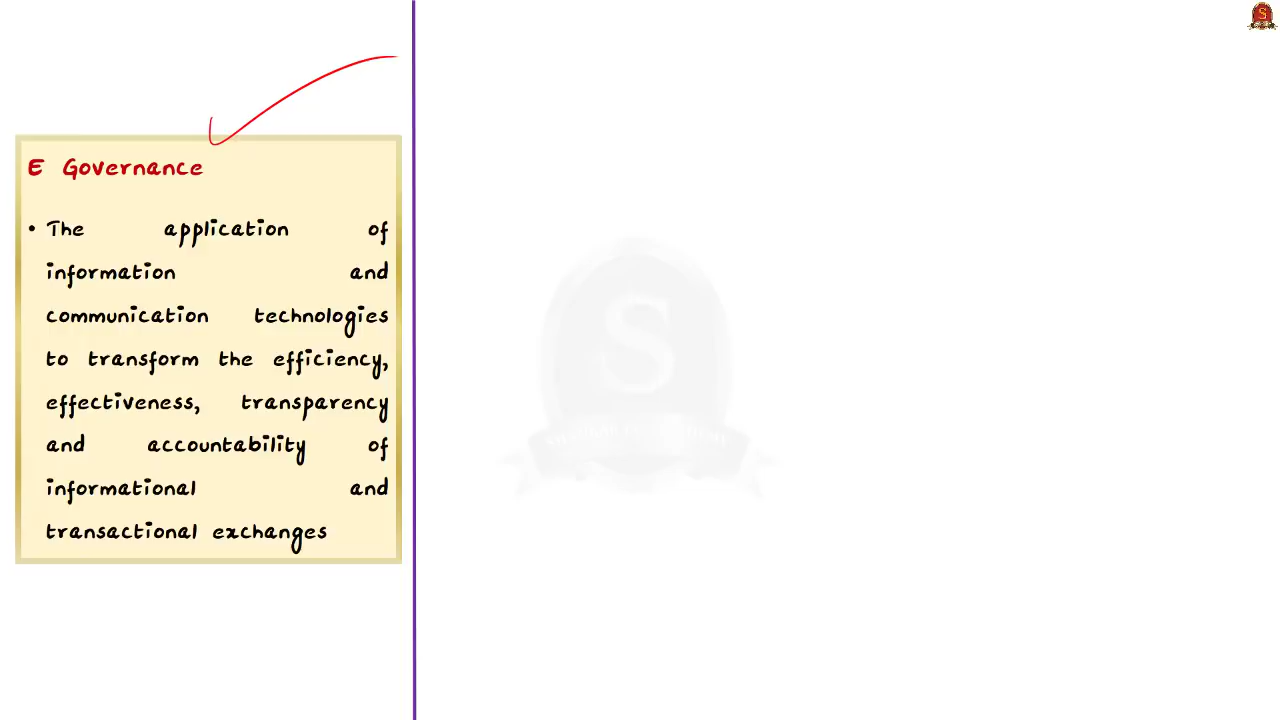 E Governance
• The application of
information and
communication technologies
to transform the efficiency,
effectiveness, transparency
and accountability of
informational and
transactional exchanges
S